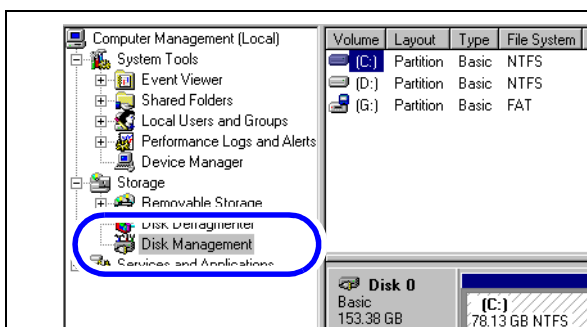 Computer Management (Local)
System Tools
Event Viewer
Shared Folders
Local Users and Groups
Performance Logs and Alerts
Device Manager
Storage
Removable Storage
Disk Defragmenter
Disk Management
Services and Applications
Volume Layout Type File System
(C:) Partition Basic NTFS
(D:) Partition Basic NTFS
(G:) Partition Basic FAT
Disk 0
Basic
153.38 GB
(C:)
78.13 GB NTFS